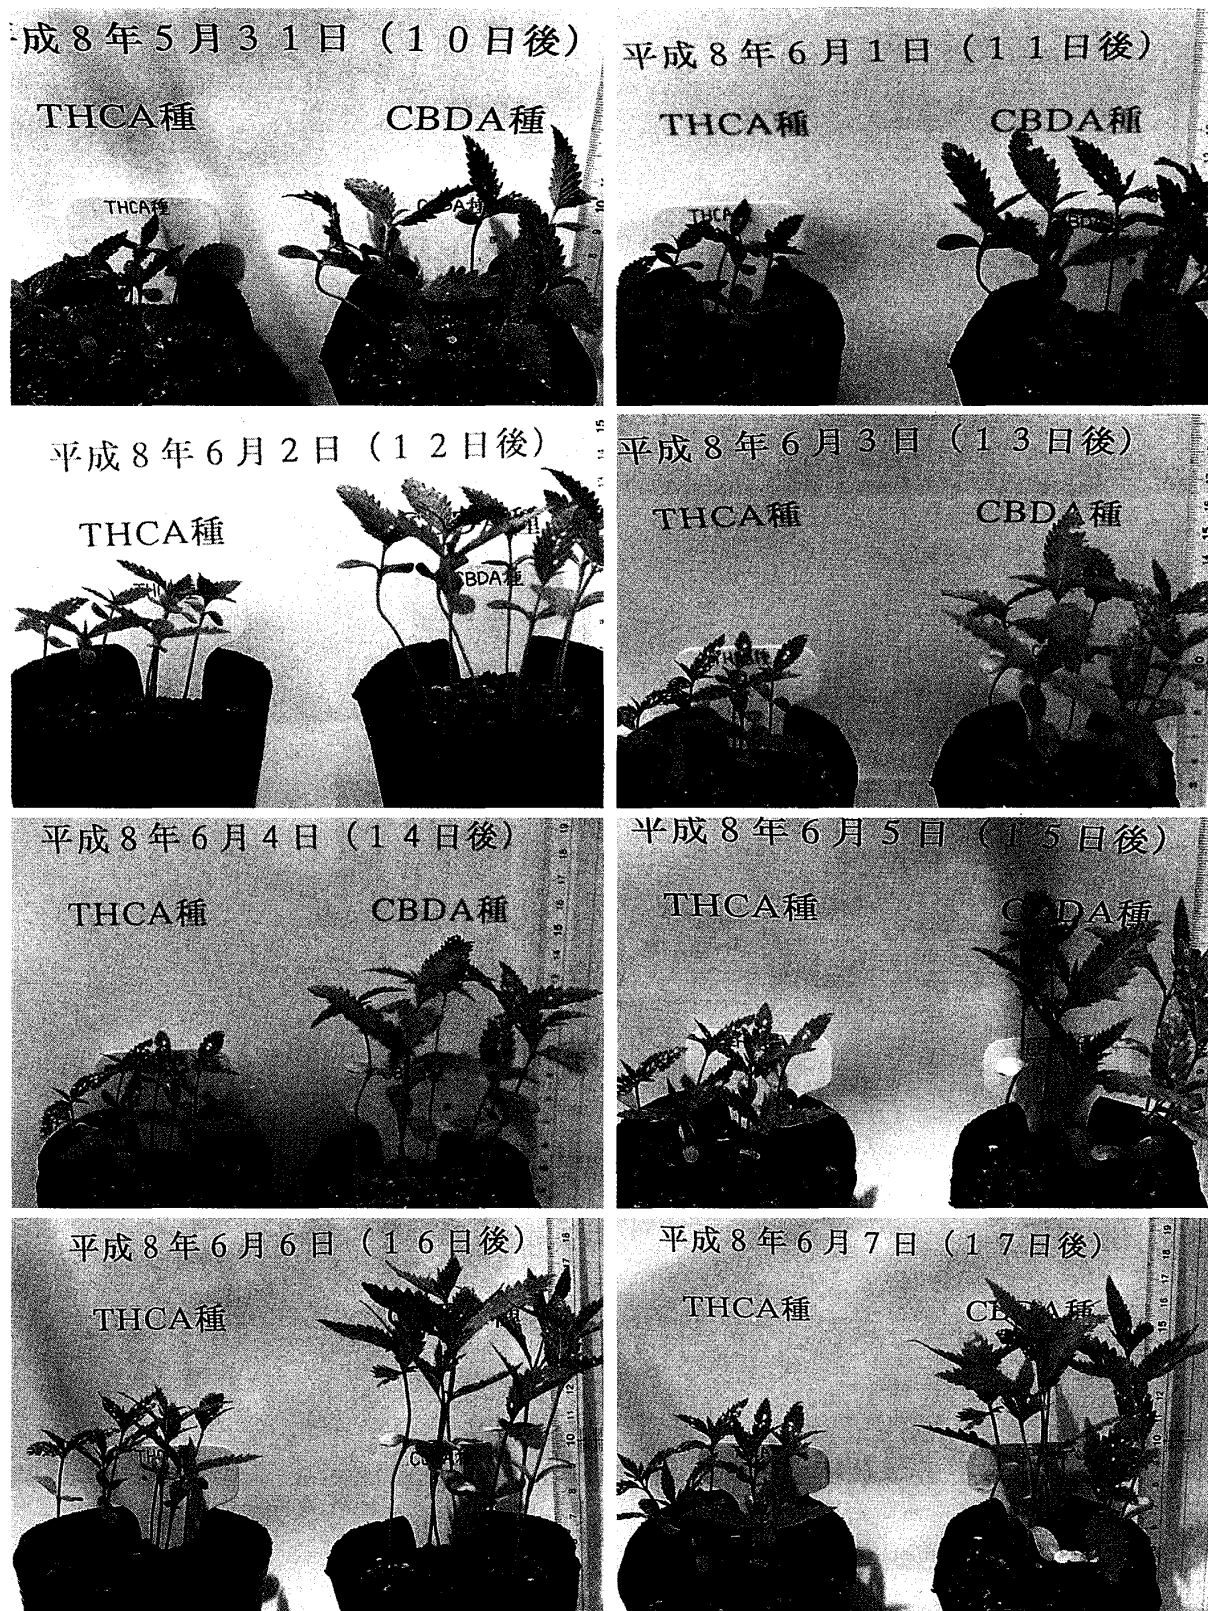 平成8年5月31日（10日後）
THCA種
CBDA種
THCA種
平成8年6月1日（11日後）
THCA種
CBDA種
平成8年6月2日（12日後）
THCA種
CBDA種
平成8年6月3日（13日後）
THCA種
CBDA種
平成8年6月4日（14日後）
THCA種
CBDA種
平成8年6月5日（15日後）
THCA種
CBDA種
平成8年6月6日（16日後）
THCA種
平成8年6月7日（17日後）
THCA種